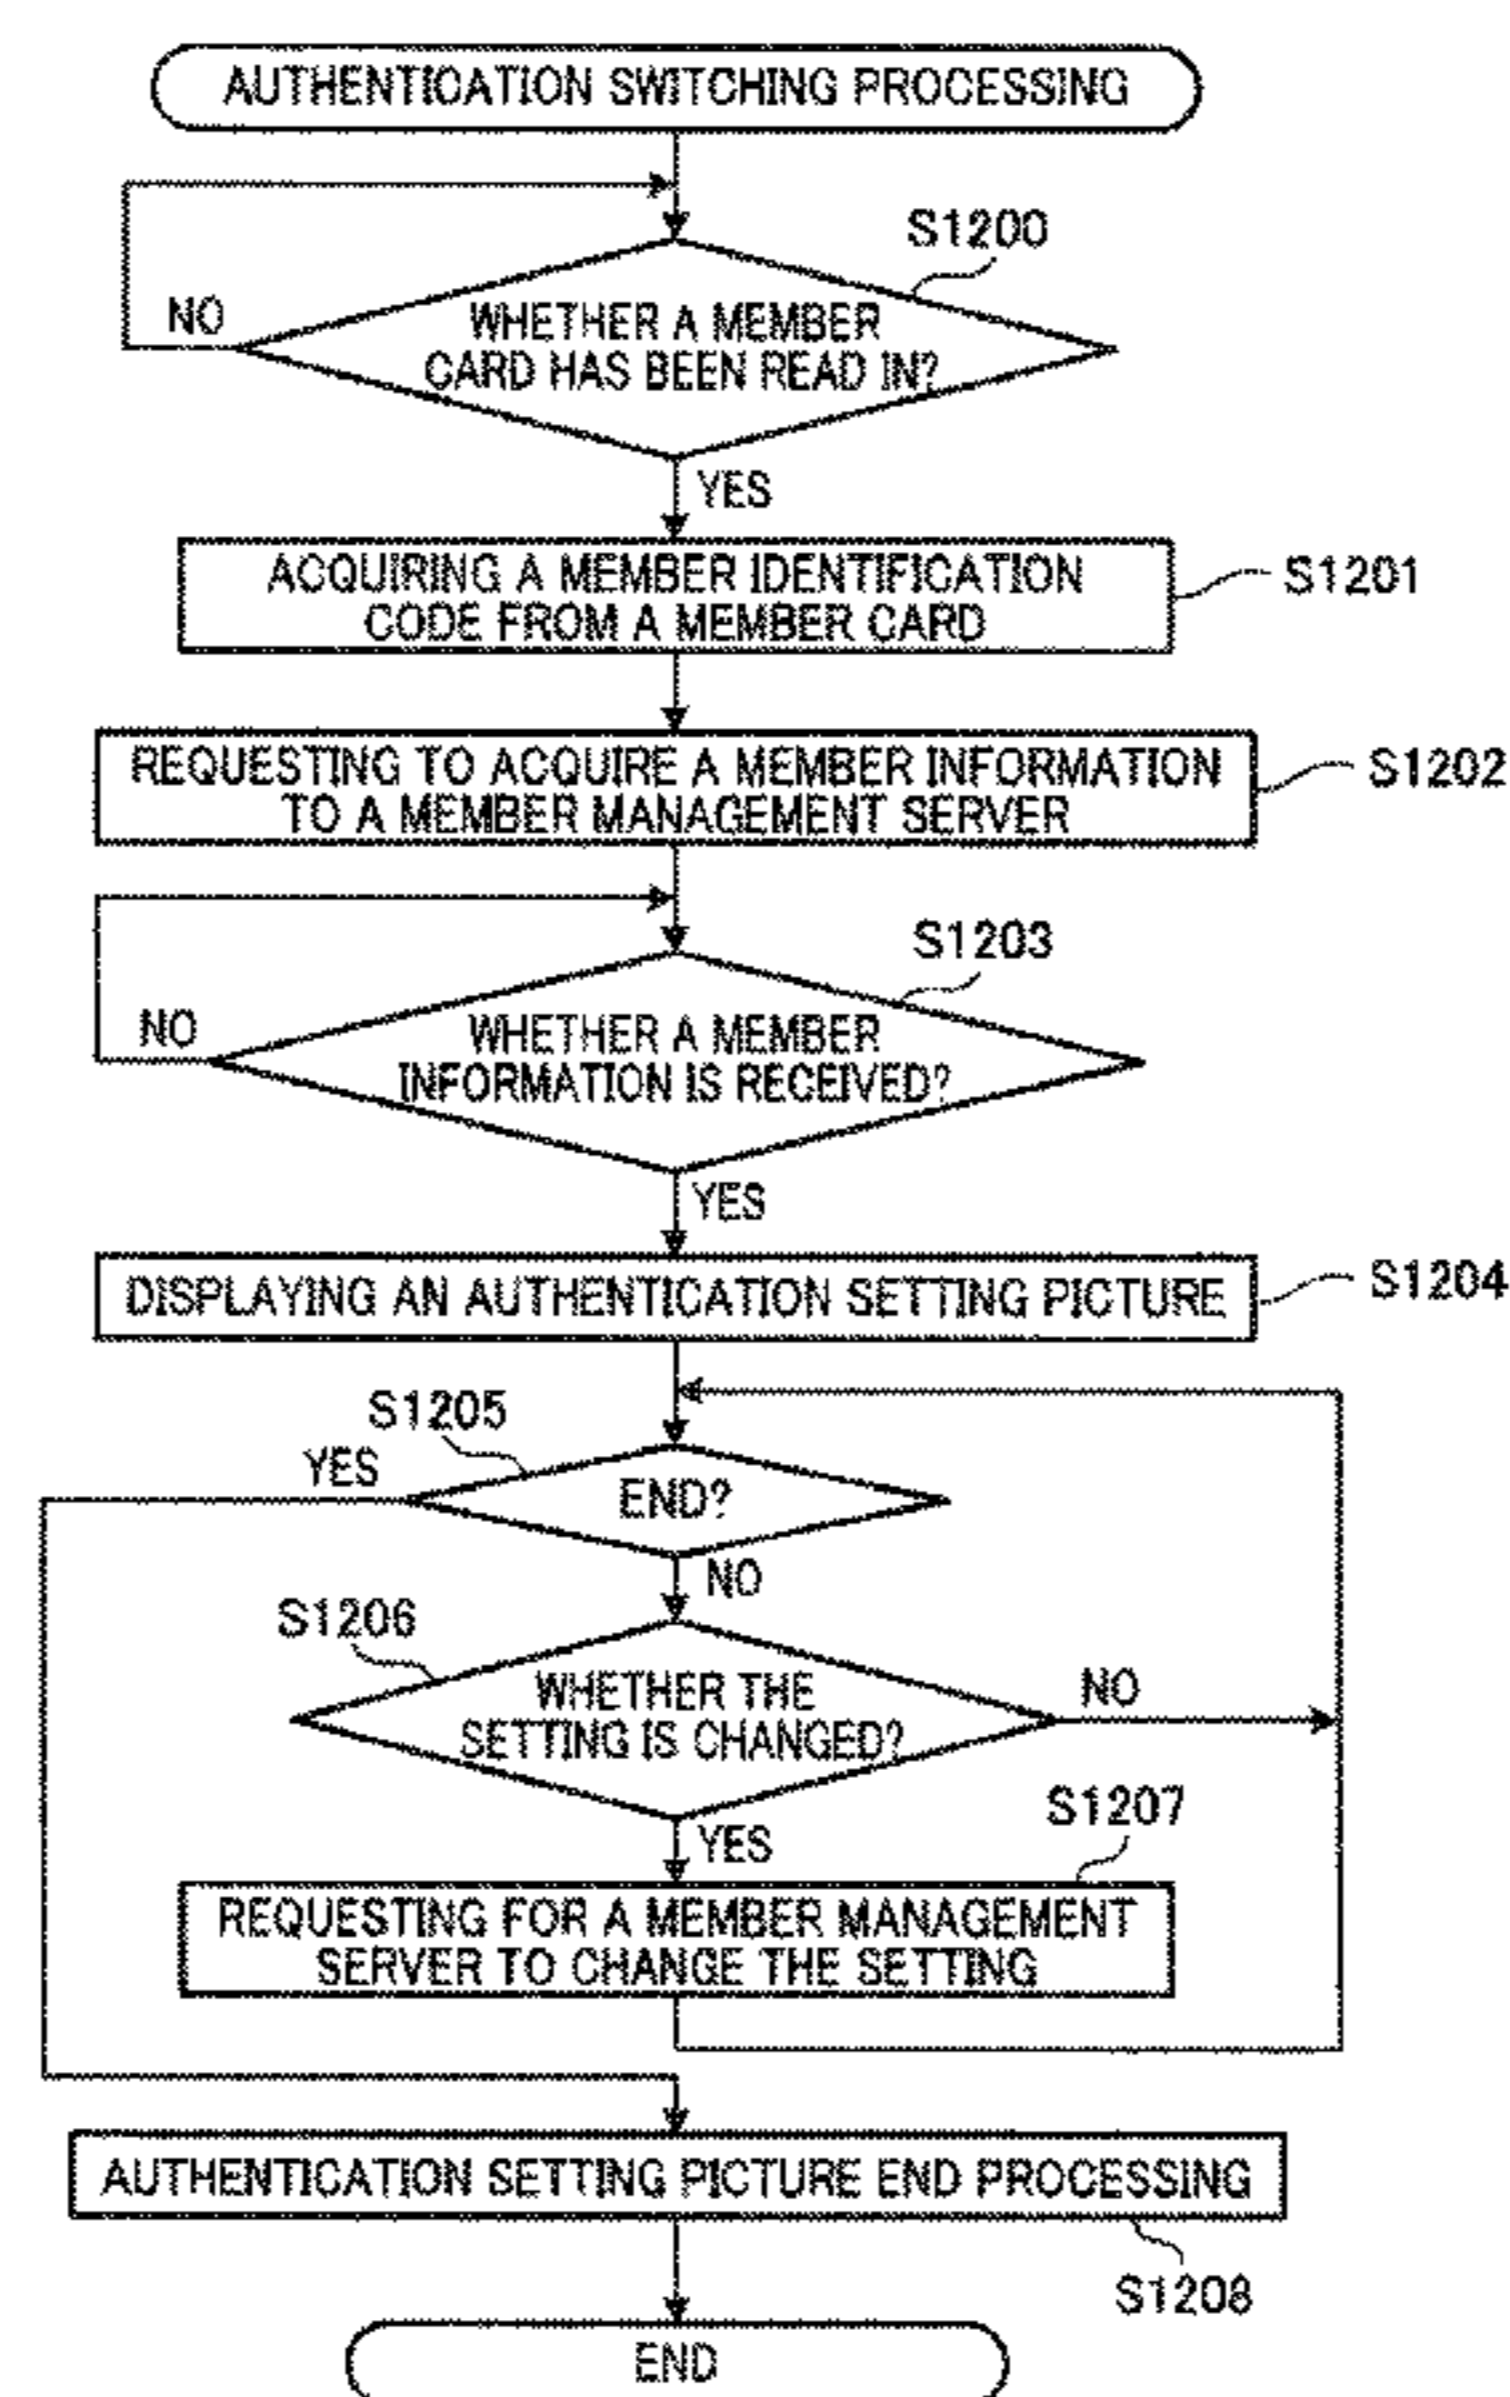 AUTHENTICATION SWITCHING PROCESSING
S1200
NO
WHETHER A MEMBER
CARD HAS BEEN READ IN?
YES
ACQUIRING A MEMBER IDENTIFICATION
CODE FROM A MEMBER CARD
S1201
REQUESTING TO ACQUIRE A MEMBER INFORMATION
TO A MEMBER MANAGEMENT SERVER
S1202
S1203
NO
WHETHER A MEMBER
INFORMATION IS RECEIVED?
YES
DISPLAYING AN AUTHENTICATION SETTING PICTURE
S1204
S1205
YES
END?
NO
S1206
WHETHER THE
SETTING IS CHANGED?
NO
S1207
YES
REQUESTING FOR A MEMBER MANAGEMENT
SERVER TO CHANGE THE SETTING
AUTHENTICATION SETTING PICTURE END PROCESSING
S1208
END